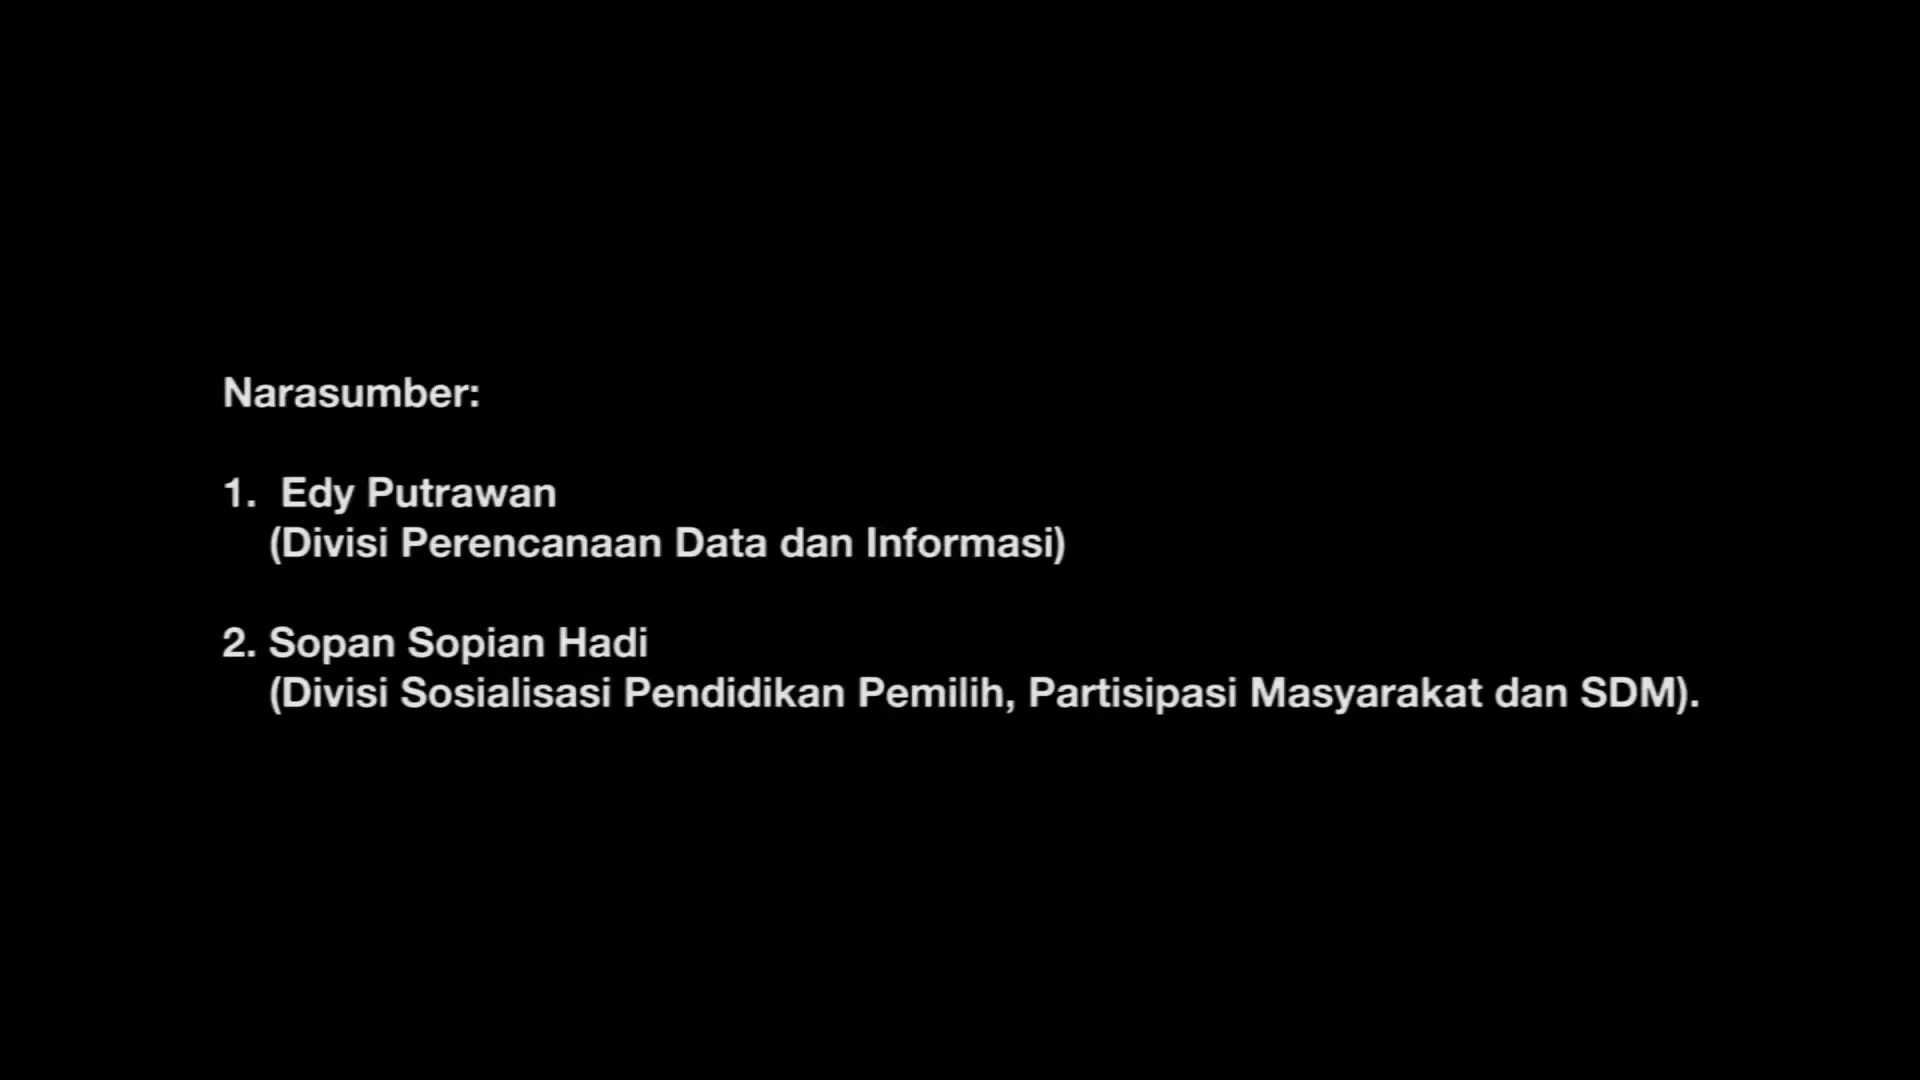 Narasumber:
1. Edy Putrawan
(Divisi Perencanaan Data dan Informasi)
2. Sopan Sopian Hadi
(Divisi Sosialisasi Pendidikan Pemilih, Partisipasi Masyarakat dan SDM).